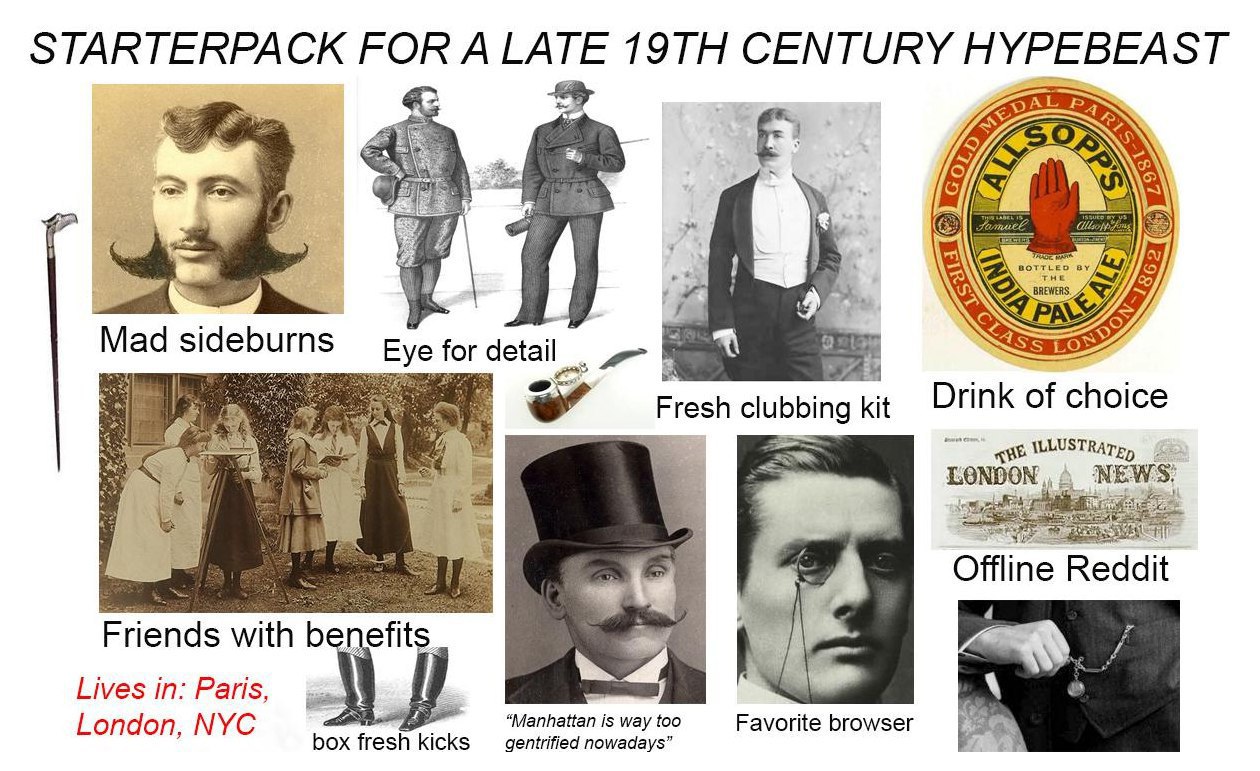 STARTERPACK FOR A LATE 19TH CENTURY HYPEBEAST
Mad sideburns
Eye for detail
Fresh clubbing kit
GOLD MEDAL PARIS-1867
ALLSOPP'S
THIS LABEL IS
ISSUED BY US
Samuel
Allsopp & Sons
BREWERS
BURTON-ON-TRENT
TRADE MARK
BOTTLED BY
THE
BREWERS.
INDIA PALE ALE
FIRST CLASS LONDON-1862
Drink of choice
THE ILLUSTRATED
LONDON NEWS.
Offline Reddit
Friends with benefits
Lives in: Paris,
London, NYC
box fresh kicks
"Manhattan is way too
gentrified nowadays"
Favorite browser